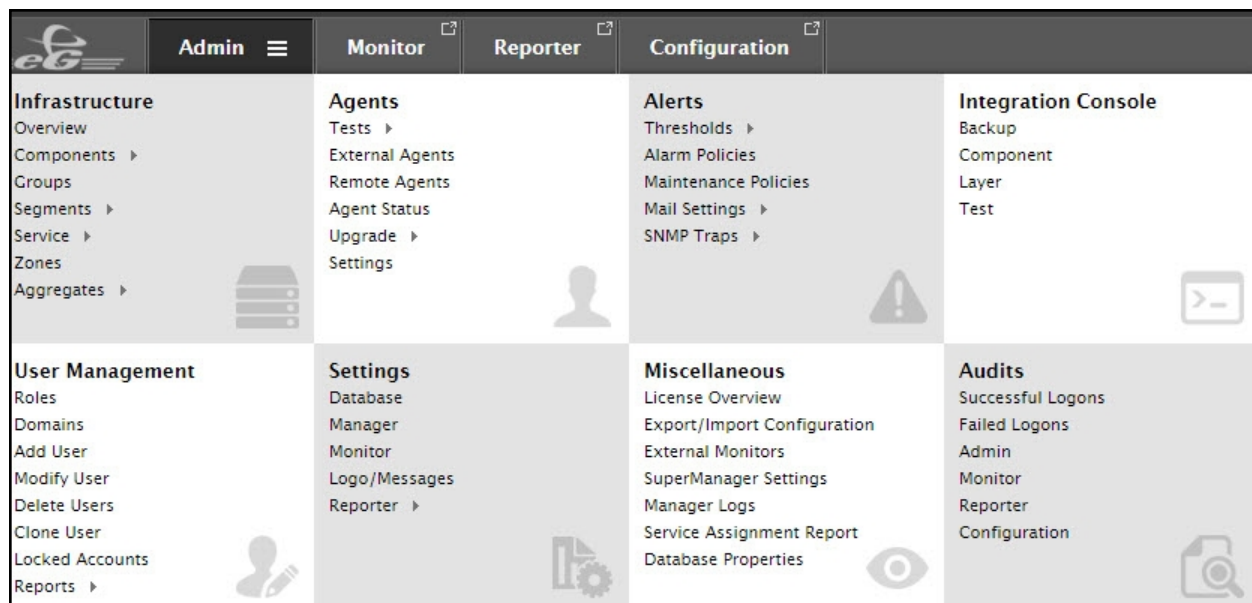 eG
Admin
Monitor
Reporter
Configuration
Infrastructure
Overview
Components
Groups
Segments
Service
Zones
Aggregates
Agents
Tests
External Agents
Remote Agents
Agent Status
Upgrade
Settings
Alerts
Thresholds
Alarm Policies
Maintenance Policies
Mail Settings
SNMP Traps
Integration Console
Backup
Component
Layer
Test
User Management
Roles
Domains
Add User
Modify User
Delete Users
Clone User
Locked Accounts
Reports
Settings
Database
Manager
Monitor
Logo/Messages
Reporter
Miscellaneous
License Overview
Export/Import Configuration
External Monitors
SuperManager Settings
Manager Logs
Service Assignment Report
Database Properties
Audits
Successful Logons
Failed Logons
Admin
Monitor
Reporter
Configuration